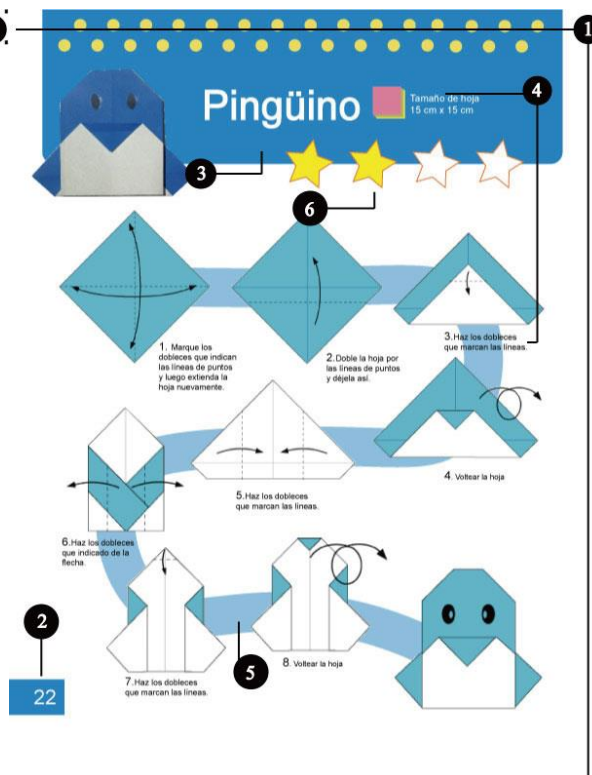 1
Pingüino
Tamaño de hoja
15 cm x 15 cm
4
3
6
1. Marque los
dobleces que indican
las líneas de puntos
y luego extienda la
hoja nuevamente.
2.Doble la hoja por
las líneas de puntos
y déjela así.
3.Haz los dobleces
que marcan las líneas.
4. Voltear la hoja
5.Haz los dobleces
que marcan las líneas.
6.Haz los dobleces
que indicado de la
flecha.
7.Haz los dobleces
que marcan las líneas.
8. Voltear la hoja
2
5
22